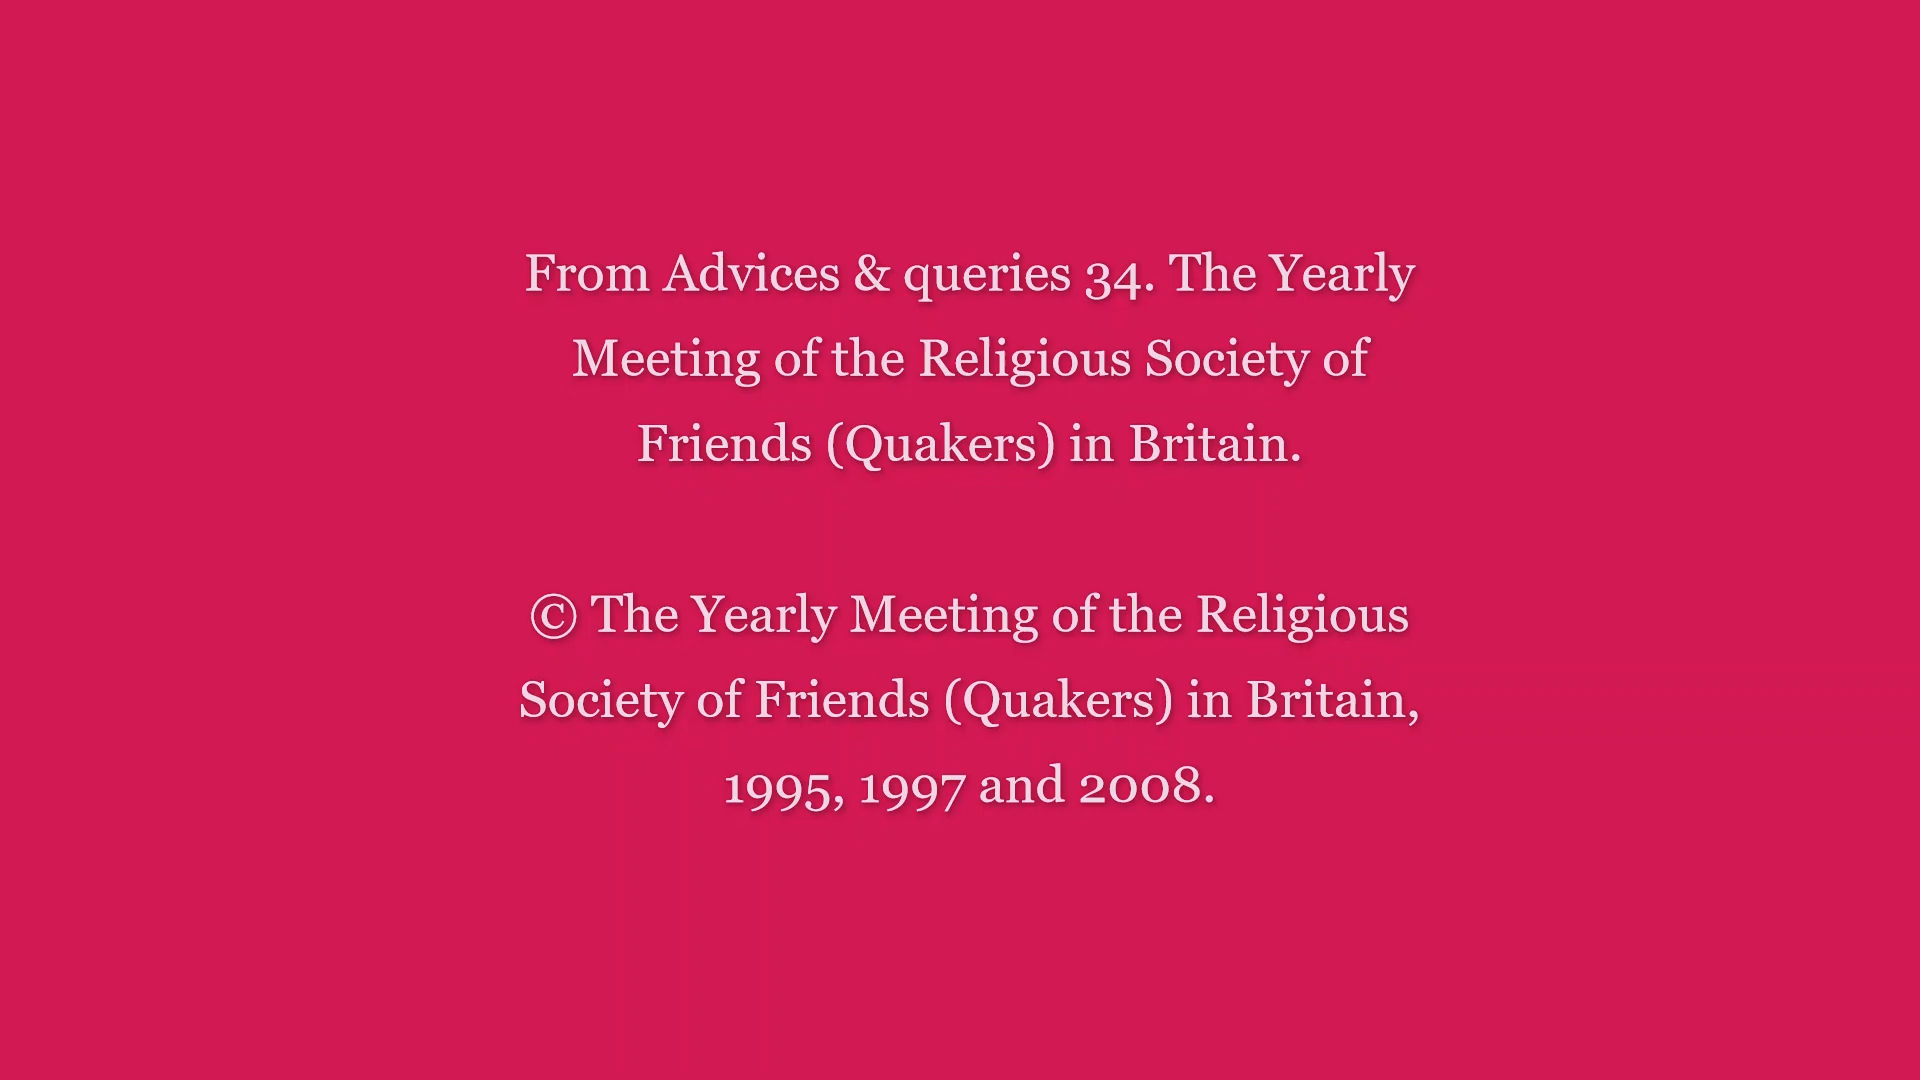 From Advices & queries 34. The Yearly
Meeting of the Religious Society of
Friends (Quakers) in Britain.
© The Yearly Meeting of the Religious
Society of Friends (Quakers) in Britain,
1995, 1997 and 2008.